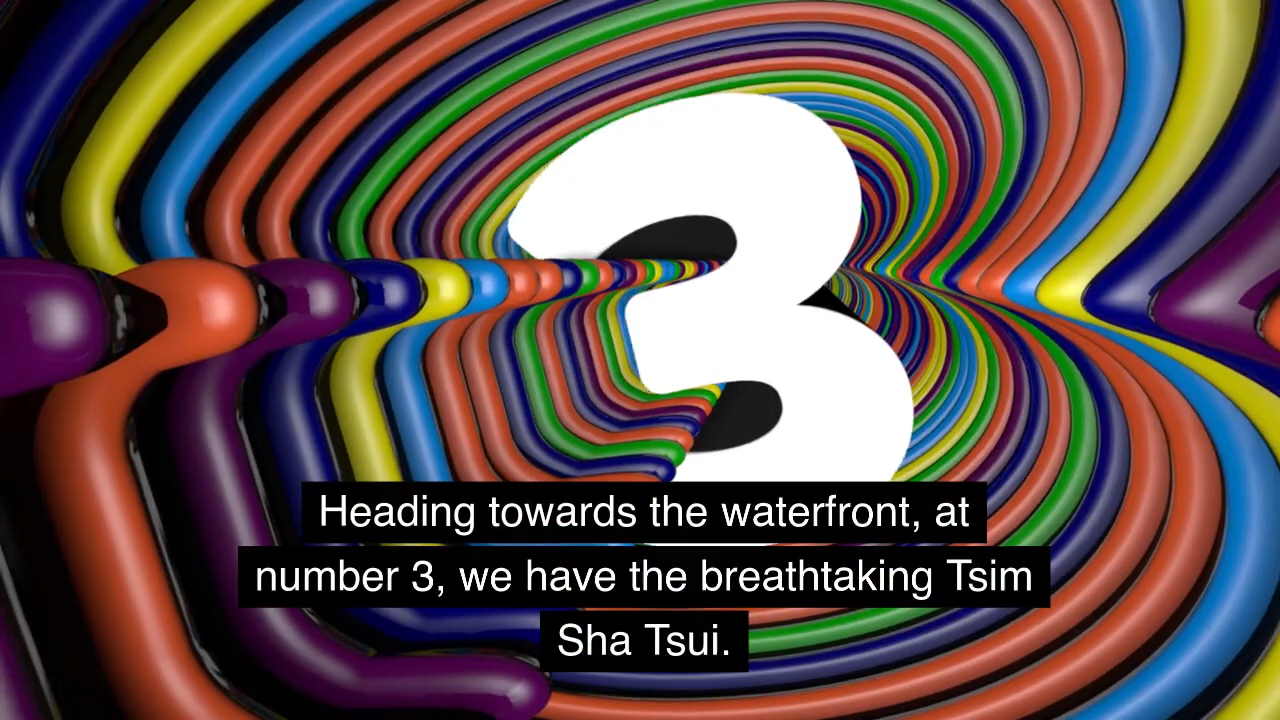 3
Heading towards the waterfront, at
number 3, we have the breathtaking Tsim
Sha Tsui.